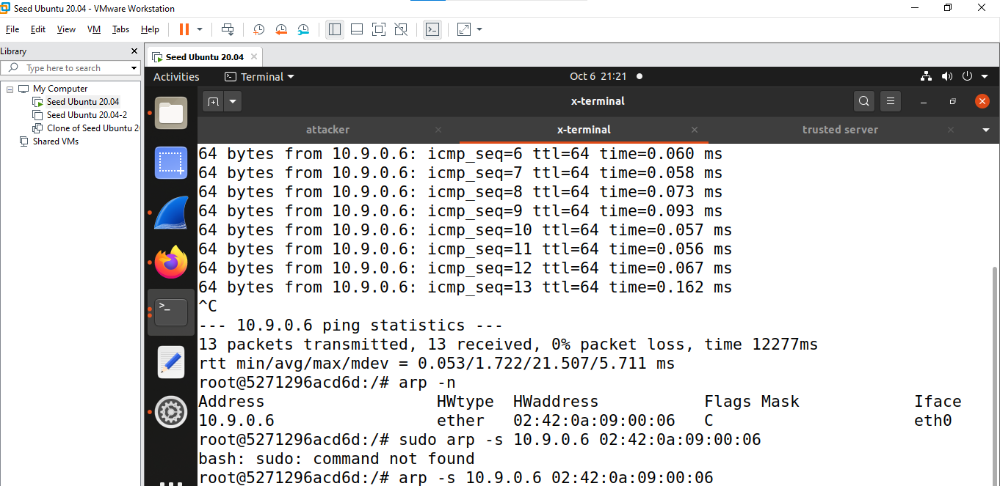 Seed Ubuntu 20.04 - VMware Workstation
File Edit View VM Tabs Help
Library
Type here to search
My Computer
Seed Ubuntu 20.04
Seed Ubuntu 20.04-2
Clone of Seed Ubuntu 20
Shared VMs
Seed Ubuntu 20.04
Activities Terminal Oct 6 21:21
x-terminal
attacker x-terminal trusted server
64 bytes from 10.9.0.6: icmp_seq=6 ttl=64 time=0.060 ms
64 bytes from 10.9.0.6: icmp_seq=7 ttl=64 time=0.058 ms
64 bytes from 10.9.0.6: icmp_seq=8 ttl=64 time=0.073 ms
64 bytes from 10.9.0.6: icmp_seq=9 ttl=64 time=0.093 ms
64 bytes from 10.9.0.6: icmp_seq=10 ttl=64 time=0.057 ms
64 bytes from 10.9.0.6: icmp_seq=11 ttl=64 time=0.056 ms
64 bytes from 10.9.0.6: icmp_seq=12 ttl=64 time=0.067 ms
64 bytes from 10.9.0.6: icmp_seq=13 ttl=64 time=0.162 ms
^C
--- 10.9.0.6 ping statistics ---
13 packets transmitted, 13 received, 0% packet loss, time 12277ms
rtt min/avg/max/mdev = 0.053/1.722/21.507/5.711 ms
root@5271296acd6d:/# arp -n
Address HWtype HWaddress Flags Mask Iface
10.9.0.6 ether 02:42:0a:09:00:06 C eth0
root@5271296acd6d:/# sudo arp -s 10.9.0.6 02:42:0a:09:00:06
bash: sudo: command not found
root@5271296acd6d:/# arp -s 10.9.0.6 02:42:0a:09:00:06